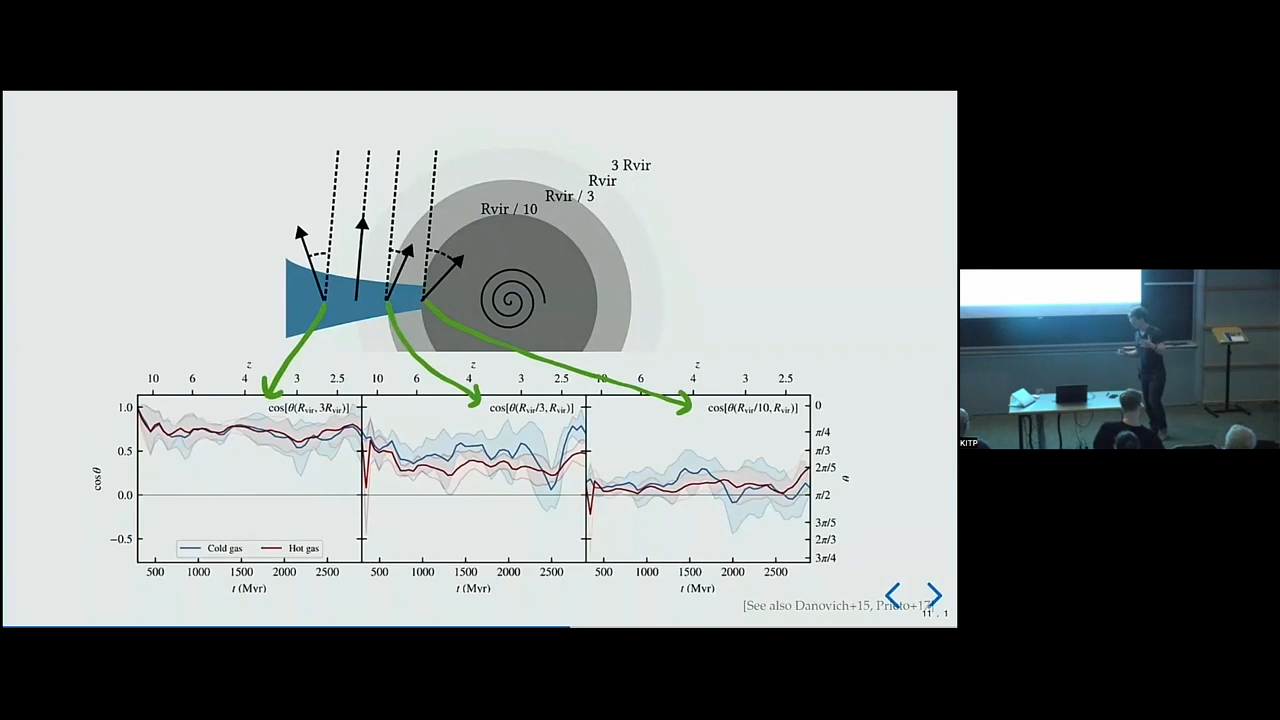 3 Rvir
Rvir
Rvir / 3
Rvir / 10
z z z
10 6 4 3 2.5 10 6 4 3 2.5 10 6 4 3 2.5
cos[θ(Rvir, 3Rvir)] cos[θ(Rvir/3, Rvir)] cos[θ(Rvir/10, Rvir)]
1.0 0
π/4
π/3
0.5 2π/5
cos θ θ
0.0 π/2
3π/5
−0.5 2π/3
3π/4
Cold gas Hot gas
500 1000 1500 2000 2500 500 1000 1500 2000 2500 500 1000 1500 2000 2500
t (Myr) t (Myr) t (Myr)
[See also Danovich+15, Prieto+17]
11 . 1
KITP